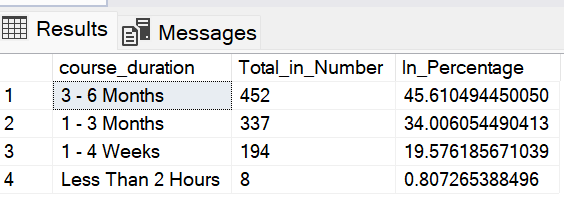 Results Messages
course_duration Total_in_Number In_Percentage
1 3 - 6 Months 452 45.610494450050
2 1 - 3 Months 337 34.006054490413
3 1 - 4 Weeks 194 19.576185671039
4 Less Than 2 Hours 8 0.807265388496